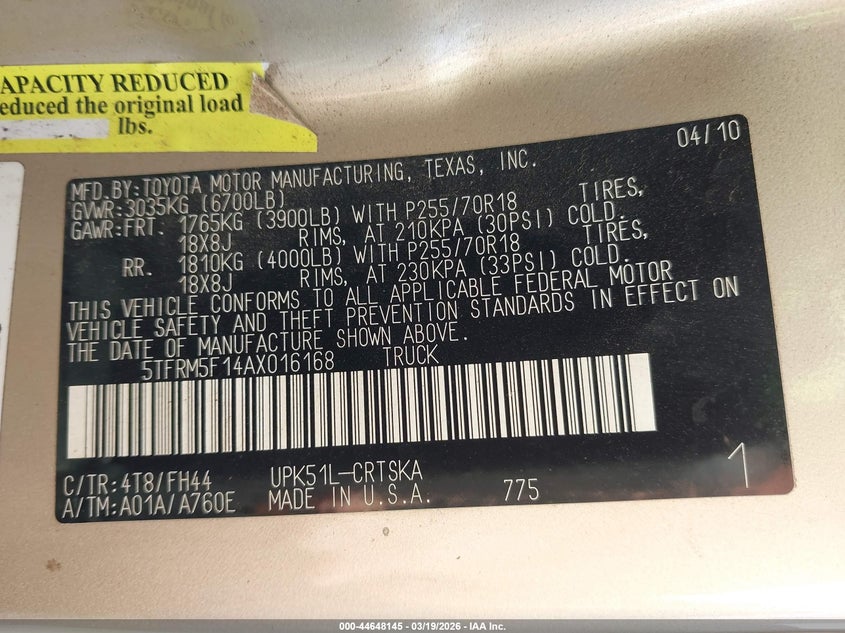 APACITY REDUCED
educed the original load
lbs.
04/10
MFD.BY:TOYOTA MOTOR MANUFACTURING, TEXAS, INC.
GVWR:3035KG (6700LB)
GAWR:FRT. 1765KG (3900LB) WITH P255/70R18 TIRES,
18X8J RIMS, AT 210KPA (30PSI) COLD.
RR. 1810KG (4000LB) WITH P255/70R18 TIRES,
18X8J RIMS, AT 230KPA (33PSI) COLD.
THIS VEHICLE CONFORMS TO ALL APPLICABLE FEDERAL MOTOR
VEHICLE SAFETY AND THEFT PREVENTION STANDARDS IN EFFECT ON
THE DATE OF MANUFACTURE SHOWN ABOVE.
5TFRM5F14AX016168 TRUCK
C/TR:4T8/FH44 UPK51L-CRTSKA
A/TM:A01A/A760E MADE IN U.S.A. 775 1
000-44648145 - 03/19/2026 - IAA Inc.